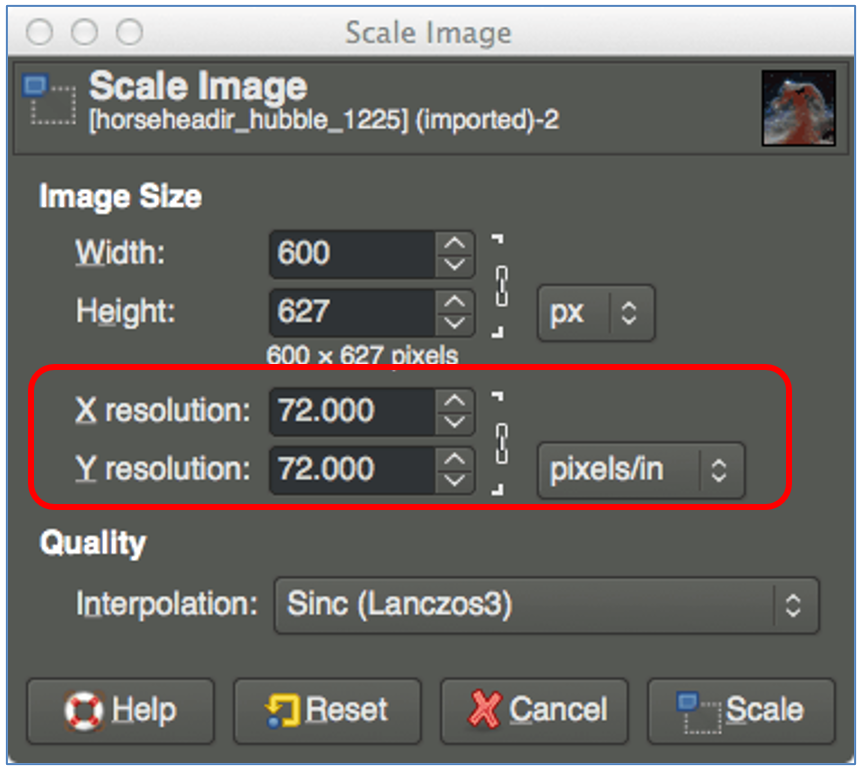 Scale Image
Scale Image
[horseheadir_hubble_1225] (imported)-2
Image Size
Width: 600
Height: 627 px
600 × 627 pixels
X resolution: 72.000
Y resolution: 72.000 pixels/in
Quality
Interpolation: Sinc (Lanczos3)
Help Reset Cancel Scale